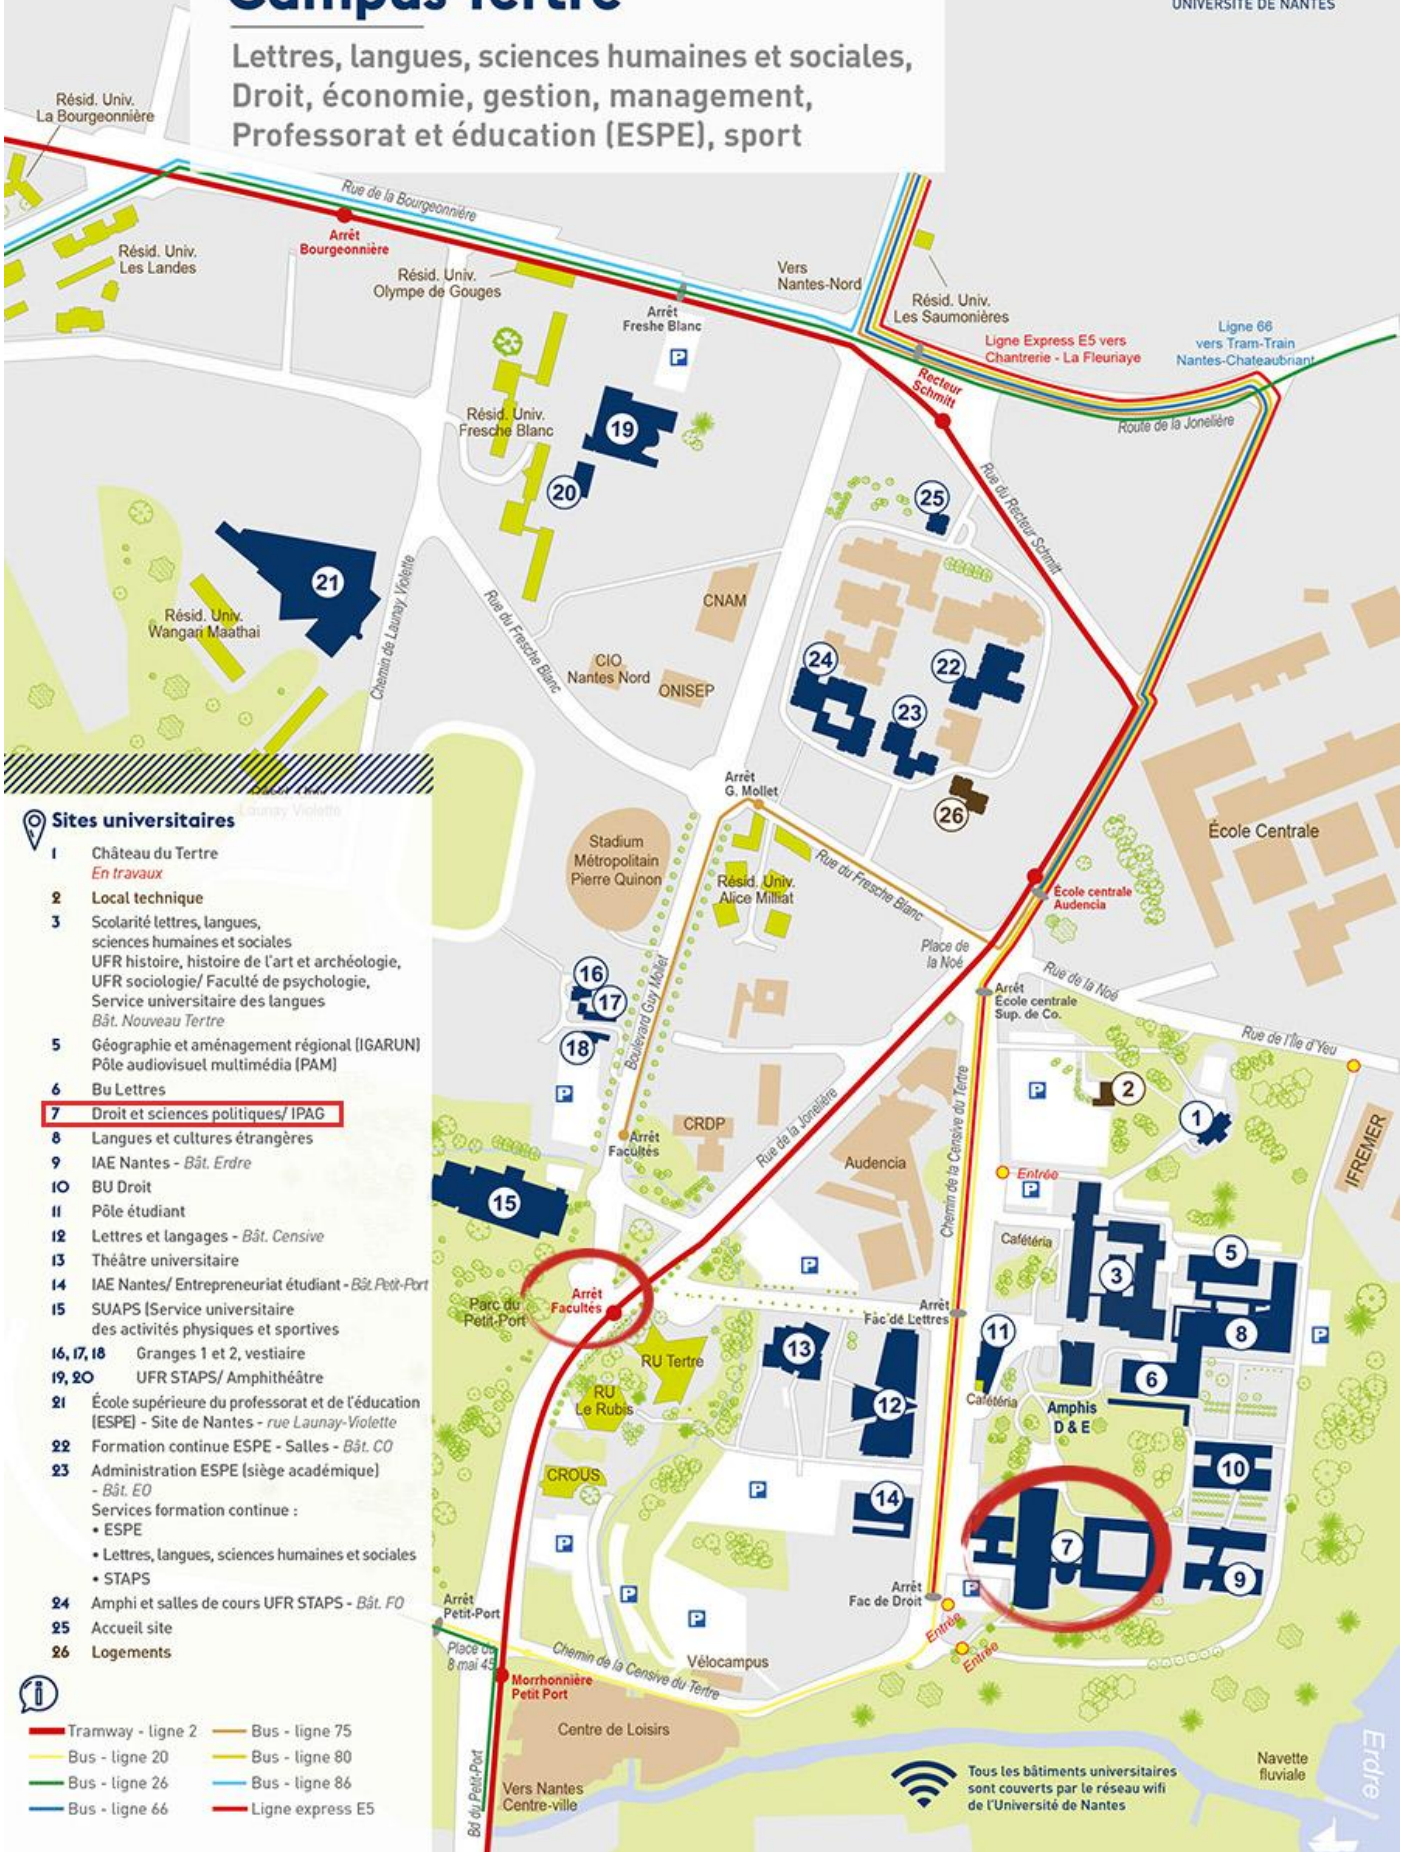 Campus Tertre
UNIVERSITÉ DE NANTES
Lettres, langues, sciences humaines et sociales,
Droit, économie, gestion, management,
Professorat et éducation (ESPE), sport
Résid. Univ.
La Bourgeonnière
Rue de la Bourgeonnière
Arrêt
Bourgeonnière
Résid. Univ.
Les Landes
Résid. Univ.
Olympe de Gouges
Arrêt
Freshe Blanc
P
Vers
Nantes-Nord
Résid. Univ.
Les Saumonières
Ligne Express E5 vers
Chantrerie - La Fleuriaye
Ligne 66
vers Tram-Train
Nantes-Chateaubriant
Recteur
Schmitt
Route de la Jonelière
Rue du Recteur Schmitt
Résid. Univ.
Fresche Blanc
19
20
25
21
Résid. Univ.
Wangari Maathai
Chemin de Launay Violette
Rue du Fresche Blanc
CNAM
CIO
Nantes Nord
ONISEP
24
22
23
26
Arrêt
G. Mollet
Stadium
Métropolitain
Pierre Quinon
Résid. Univ.
Alice Milliat
Rue du Fresche Blanc
École Centrale
École centrale
Audencia
Place de
la Noé
Rue de la Noé
Arrêt
École centrale
Sup. de Co.
Rue de l'Île d'Yeu
16
17
18
P
Boulevard Guy Mollet
Arrêt
Facultés
CRDP
Rue de la Jonelière
Audencia
Chemin de la Censive du Tertre
P
2
1
IFREMER
Entrée
P
15
Cafétéria
3
5
8
P
P
Arrêt
Facultés
Parc du
Petit-Port
Arrêt
Fac de Lettres
11
13
RU Tertre
RU
Le Rubis
12
6
Cafétéria
Amphis
D & E
10
CROUS
P
14
7
9
P
P
P
Arrêt
Fac de Droit
P
Entrée
Entrée
Arrêt
Petit-Port
Place du
8 mai 45
Chemin de la Censive du Tertre
Vélocampus
Morrhonnière
Petit Port
Centre de Loisirs
Bd du Petit-Port
Vers Nantes
Centre-ville
Tous les bâtiments universitaires
sont couverts par le réseau wifi
de l'Université de Nantes
Navette
fluviale
Erdre
Launay Violette
Sites universitaires
1 Château du Tertre
En travaux
2 Local technique
3 Scolarité lettres, langues,
sciences humaines et sociales
UFR histoire, histoire de l'art et archéologie,
UFR sociologie/ Faculté de psychologie,
Service universitaire des langues
Bât. Nouveau Tertre
5 Géographie et aménagement régional (IGARUN)
Pôle audiovisuel multimédia (PAM)
6 Bu Lettres
7 Droit et sciences politiques/ IPAG
8 Langues et cultures étrangères
9 IAE Nantes - Bât. Erdre
10 BU Droit
11 Pôle étudiant
12 Lettres et langages - Bât. Censive
13 Théâtre universitaire
14 IAE Nantes/ Entrepreneuriat étudiant - Bât. Petit-Port
15 SUAPS (Service universitaire
des activités physiques et sportives
16, 17, 18 Granges 1 et 2, vestiaire
19, 20 UFR STAPS/ Amphithéâtre
21 École supérieure du professorat et de l'éducation
(ESPE) - Site de Nantes - rue Launay-Violette
22 Formation continue ESPE - Salles - Bât. CO
23 Administration ESPE (siège académique)
- Bât. EO
Services formation continue :
• ESPE
• Lettres, langues, sciences humaines et sociales
• STAPS
24 Amphi et salles de cours UFR STAPS - Bât. FO
25 Accueil site
26 Logements
Tramway - ligne 2
Bus - ligne 20
Bus - ligne 26
Bus - ligne 66
Bus - ligne 75
Bus - ligne 80
Bus - ligne 86
Ligne express E5